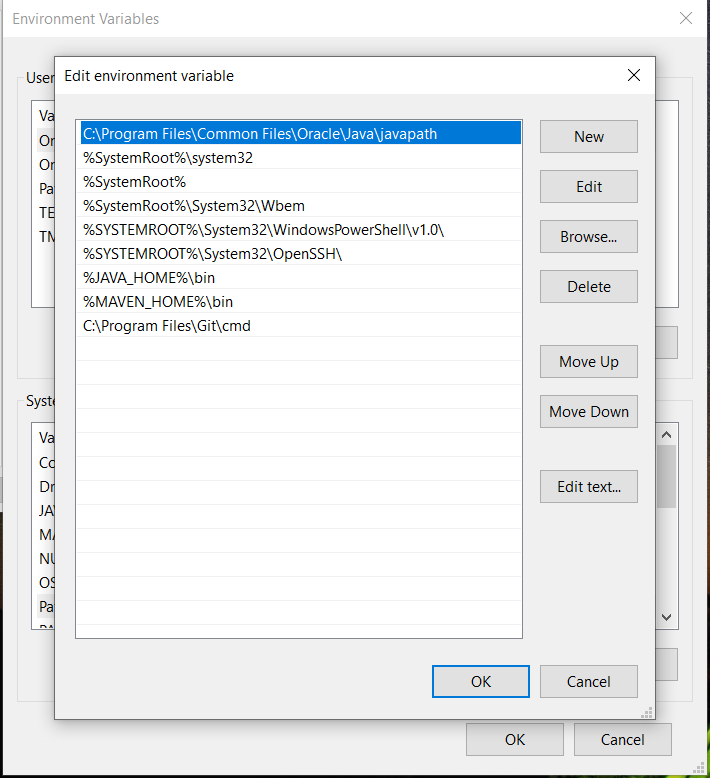 Environment Variables
Edit environment variable
User
Va
C:\Program Files\Common Files\Oracle\Java\javapath
New
On
%SystemRoot%\system32
On
%SystemRoot%
Edit
Pa
%SystemRoot%\System32\Wbem
TE
%SYSTEMROOT%\System32\WindowsPowerShell\v1.0\
Browse...
TM
%SYSTEMROOT%\System32\OpenSSH\
%JAVA_HOME%\bin
Delete
%MAVEN_HOME%\bin
C:\Program Files\Git\cmd
Move Up
Syste
Move Down
Va
Co
Dr
Edit text...
JA
MA
NU
OS
Pa
OK
Cancel
OK
Cancel